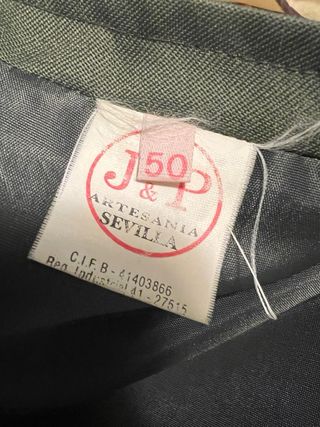 50
J&P
ARTESANIA
SEVILLA
C.I.F. B - 41403866
Reg. Industrial 41 - 27515